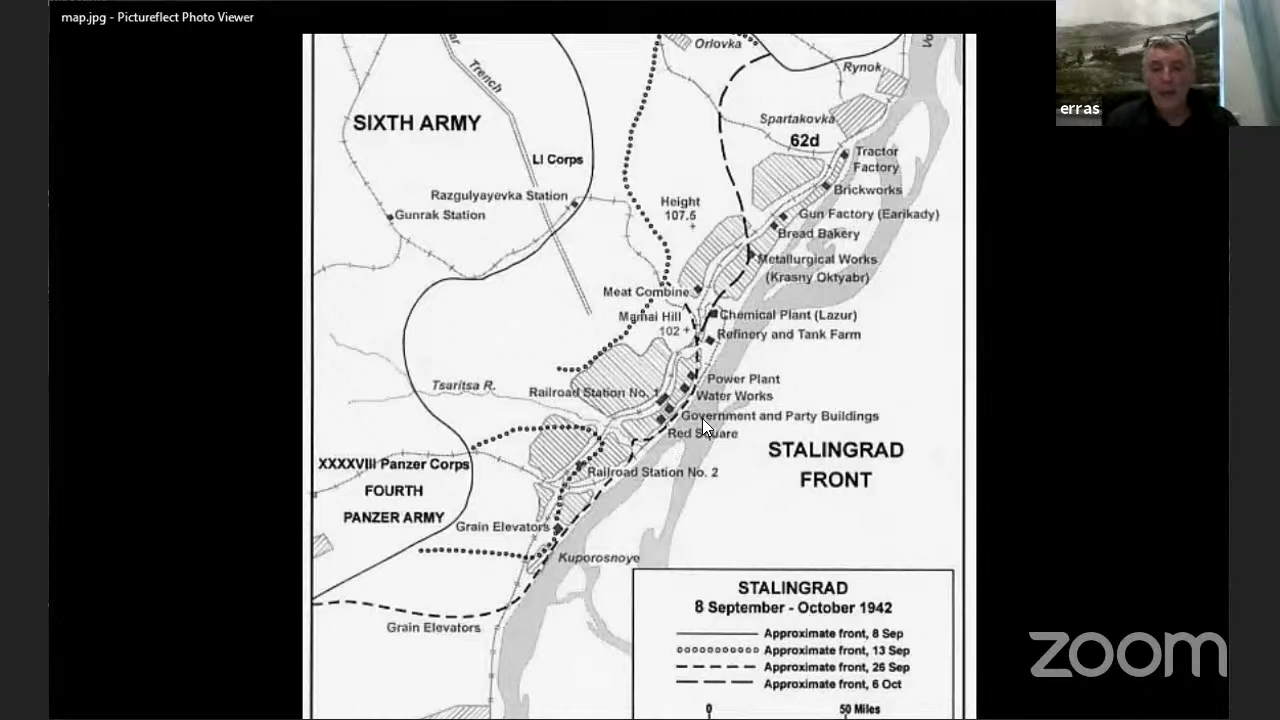 map.jpg - Pictureflect Photo Viewer
Orlovka
Rynok
Trench
SIXTH ARMY
Spartakovka
62d
Tractor
Factory
LI Corps
Brickworks
Razgulyayevka Station
Height
107.5
Gunrak Station
Gun Factory (Earikady)
Bread Bakery
Metallurgical Works
(Krasny Oktyabr)
Meat Combine
Mamai Hill
102
Chemical Plant (Lazur)
Refinery and Tank Farm
Tsaritsa R.
Railroad Station No. 1
Power Plant
Water Works
Government and Party Buildings
Red Square
STALINGRAD
FRONT
XXXXVIII Panzer Corps
FOURTH
PANZER ARMY
Railroad Station No. 2
Grain Elevators
Kuporosnoye
Grain Elevators
STALINGRAD
8 September - October 1942
Approximate front, 8 Sep
Approximate front, 13 Sep
Approximate front, 26 Sep
Approximate front, 6 Oct
0 50 Miles
erras
zoom